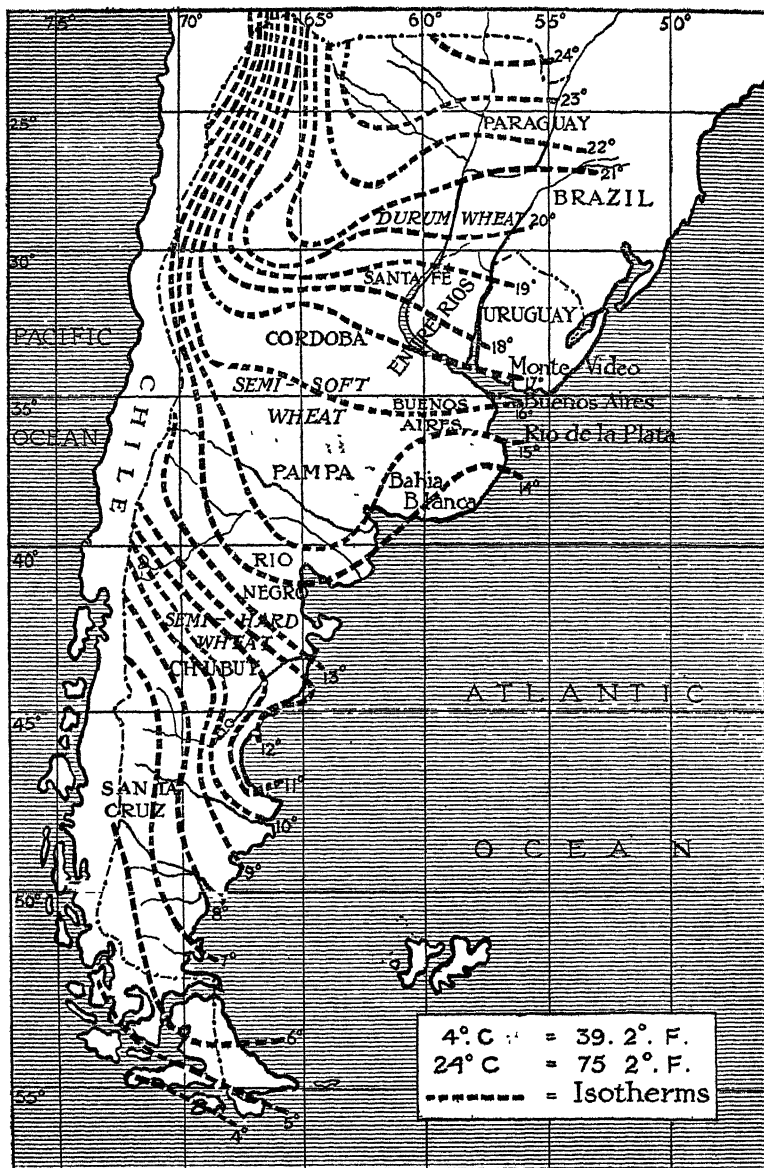 75° 70° 65° 60° 55° 50°
24°
23°
25°
PARAGUAY
22°
21°
BRAZIL
DURUM WHEAT 20°
30°
SANTA FE
19°
ENTRE RIOS
URUGUAY
PACIFIC
CORDOBA
18°
Monte-Video
17°
CHILE
SEMI-SOFT
WHEAT
35°
BUENOS
AIRES
16°
Buenos Aires
OCEAN
Rio de la Plata
15°
PAMPA
Bahia
Blanca
14°
40°
RIO
NEGRO
SEMI-HARD
WHEAT
CHUBUT
13°
ATLANTIC
45°
12°
11°
SANTA
CRUZ
10°
OCEAN
9°
50°
8°
7°
6°
4°.C = 39.2°.F.
24°C = 75 2°.F.
= Isotherms
55°
5°
4°